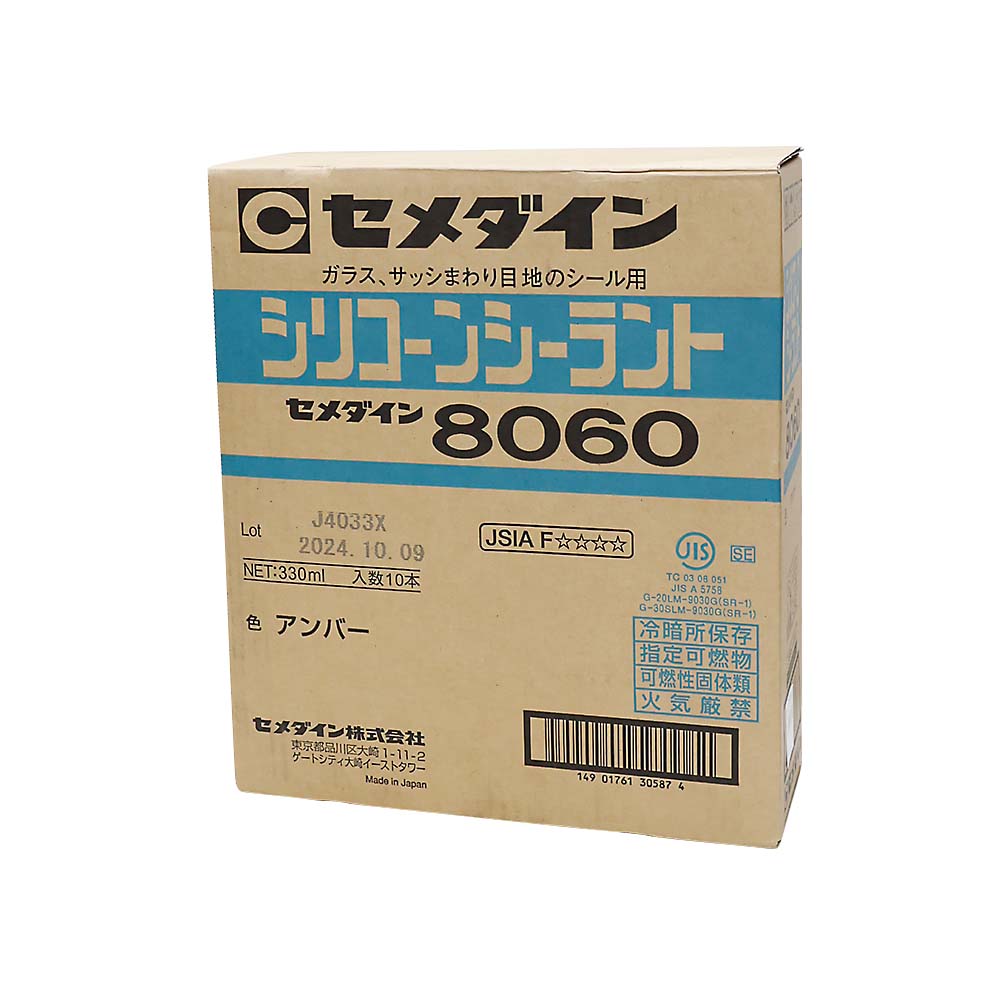 C セメダイン
ガラス、サッシまわり目地のシール用
シリコーンシーラント
セメダイン 8060
Lot J4033X
2024.10.09
NET:330ml 入数10本
色 アンバー
JSIA F☆☆☆☆
JIS SE
TC 03 08 051
JIS A 5758
G-20LM-9030G(SR-1)
G-30SLM-9030G(SR-1)
冷暗所保存
指定可燃物
可燃性固体類
火気厳禁
セメダイン株式会社
東京都品川区大崎1-11-2
ゲートシティ大崎イーストタワー
Made in Japan
149 01761 30587 4
8060